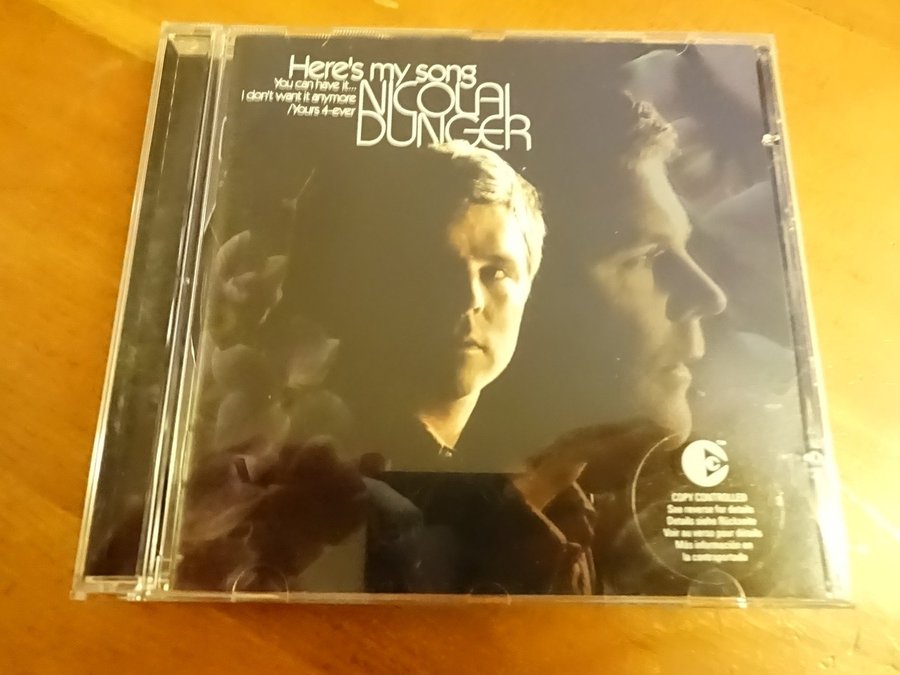 Here's my song
You can have it...
I don't want it anymore
/Yours 4-ever
NICOLAI
DUNGER
COPY CONTROLLED
See reverse for details
Details siehe Rückseite
Voir au verso pour détails
Más información en
la contraportada